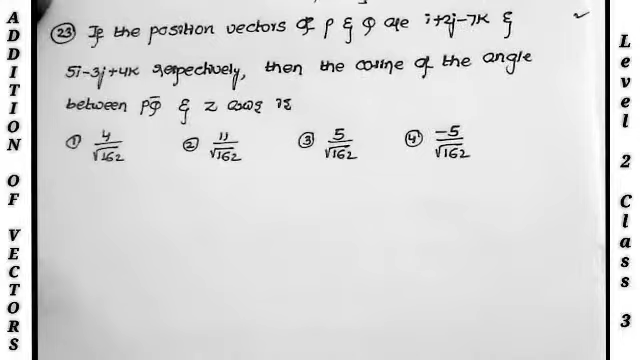 ADDITION OF VECTORS
(23) If the position vectors of P & Q are i+2j-7k &
5i-3j+4k respectively, then the cosine of the angle
between PQ̄ & z axis is
(1) 4/√162 (2) 11/√162 (3) 5/√162 (4) -5/√162
Level 2 Class 3